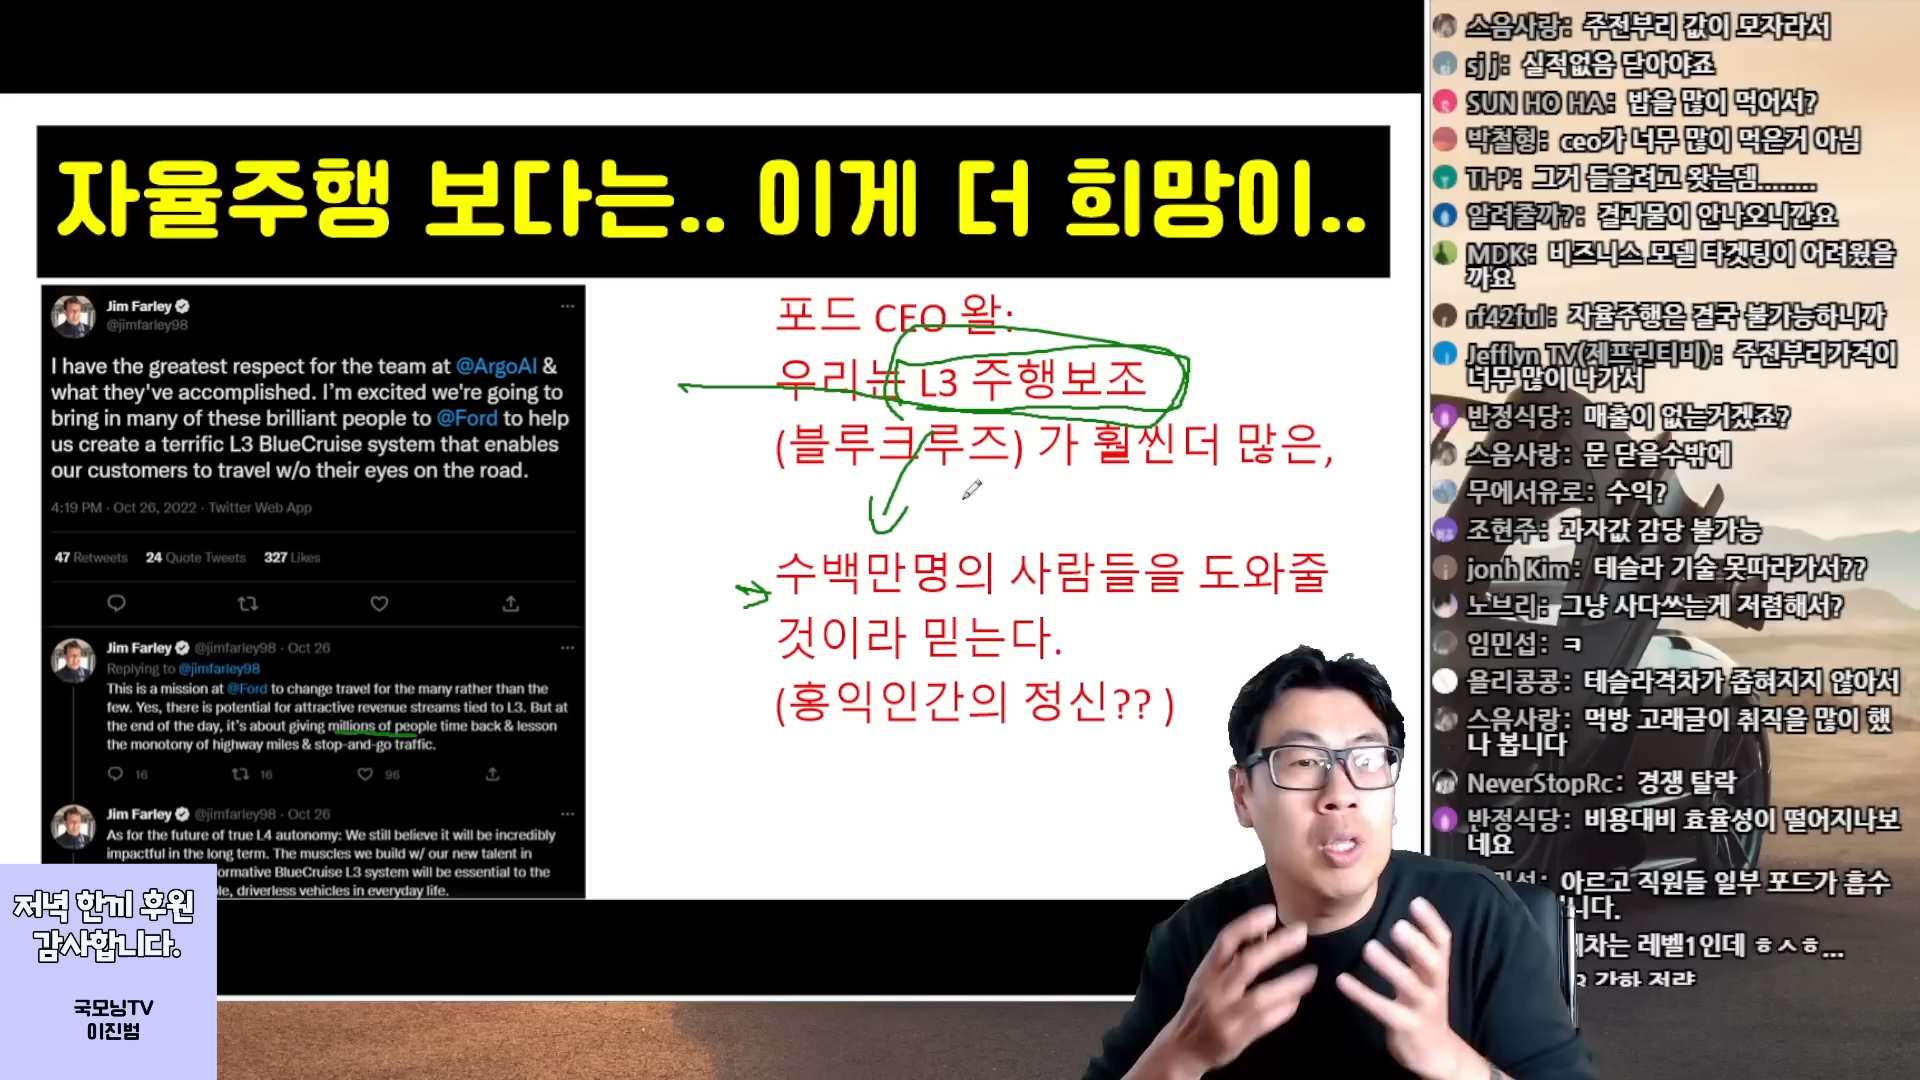 자율주행 보다는.. 이게 더 희망이..
Jim Farley
@jimfarley98
I have the greatest respect for the team at @ArgoAI &
what they've accomplished. I'm excited we're going to
bring in many of these brilliant people to @Ford to help
us create a terrific L3 BlueCruise system that enables
our customers to travel w/o their eyes on the road.
4:19 PM · Oct 26, 2022 · Twitter Web App
47 Retweets 24 Quote Tweets 327 Likes
Jim Farley @jimfarley98 · Oct 26
Replying to @jimfarley98
This is a mission at @Ford to change travel for the many rather than the
few. Yes, there is potential for attractive revenue streams tied to L3. But at
the end of the day, it's about giving millions of people time back & lesson
the monotony of highway miles & stop-and-go traffic.
16 16 96
Jim Farley @jimfarley98 · Oct 26
As for the future of true L4 autonomy: We still believe it will be incredibly
impactful in the long term. The muscles we build w/ our new talent in
ormative BlueCruise L3 system will be essential to the
le, driverless vehicles in everyday life.
포드 CEO 왈:
우리는 L3 주행보조
(블루크루즈) 가 훨씬더 많은,
수백만명의 사람들을 도와줄
것이라 믿는다.
(홍익인간의 정신?? )
저녁 한끼 후원
감사합니다.
국모닝TV
이진범
스음사랑: 주전부리 값이 모자라서
sj j: 실적없음 닫아야죠
SUN HO HA: 밥을 많이 먹어서?
박철형: ceo가 너무 많이 먹은거 아님
TI-P: 그거 들을려고 왓는뎀........
알려줄까?: 결과물이 안나오니깐요
MDK: 비즈니스 모델 타겟팅이 어려웠을
까요
rf42ful: 자율주행은 결국 불가능하니까
Jefflyn TV(제프린티비): 주전부리가격이
너무 많이 나가서
반정식당: 매출이 없는거겠죠?
스음사랑: 문 닫을수밖에
무에서유로: 수익?
조현주: 과자값 감당 불가능
jonh Kim: 테슬라 기술 못따라가서??
노브리: 그냥 사다쓰는게 저렴해서?
임민섭: ㅋ
욜리콩콩: 테슬라격차가 좁혀지지 않아서
스음사랑: 먹방 고래글이 취직을 많이 했
나 봅니다
NeverStopRc: 경쟁 탈락
반정식당: 비용대비 효율성이 떨어지나보
네요
아르고 직원들 일부 포드가 흡수
니다.
차는 레벨1인데 ㅎㅅㅎ...